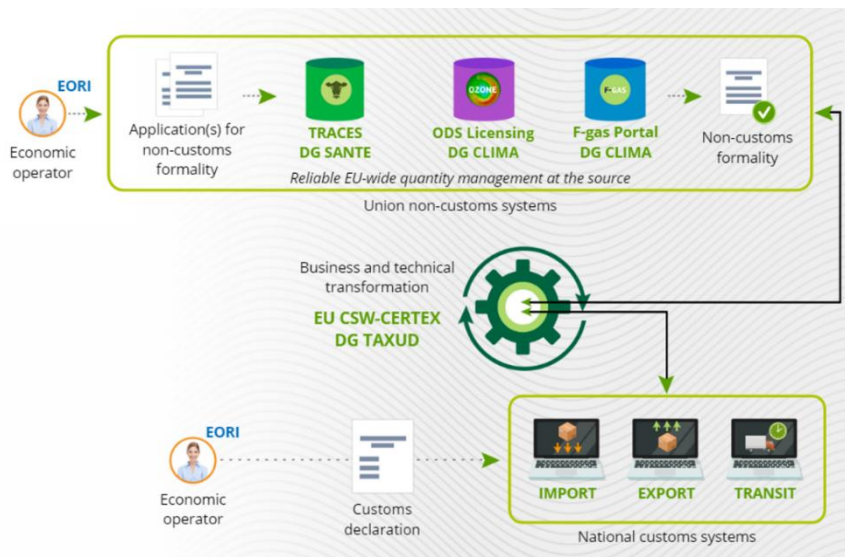 EORI
Economic
operator
Application(s) for
non-customs
formality
TRACES
DG SANTE
OZONE
ODS Licensing
DG CLIMA
F-GAS
F-gas Portal
DG CLIMA
Non-customs
formality
Reliable EU-wide quantity management at the source
Union non-customs systems
Business and technical
transformation
EU CSW-CERTEX
DG TAXUD
EORI
Economic
operator
Customs
declaration
IMPORT
EXPORT
TRANSIT
National customs systems